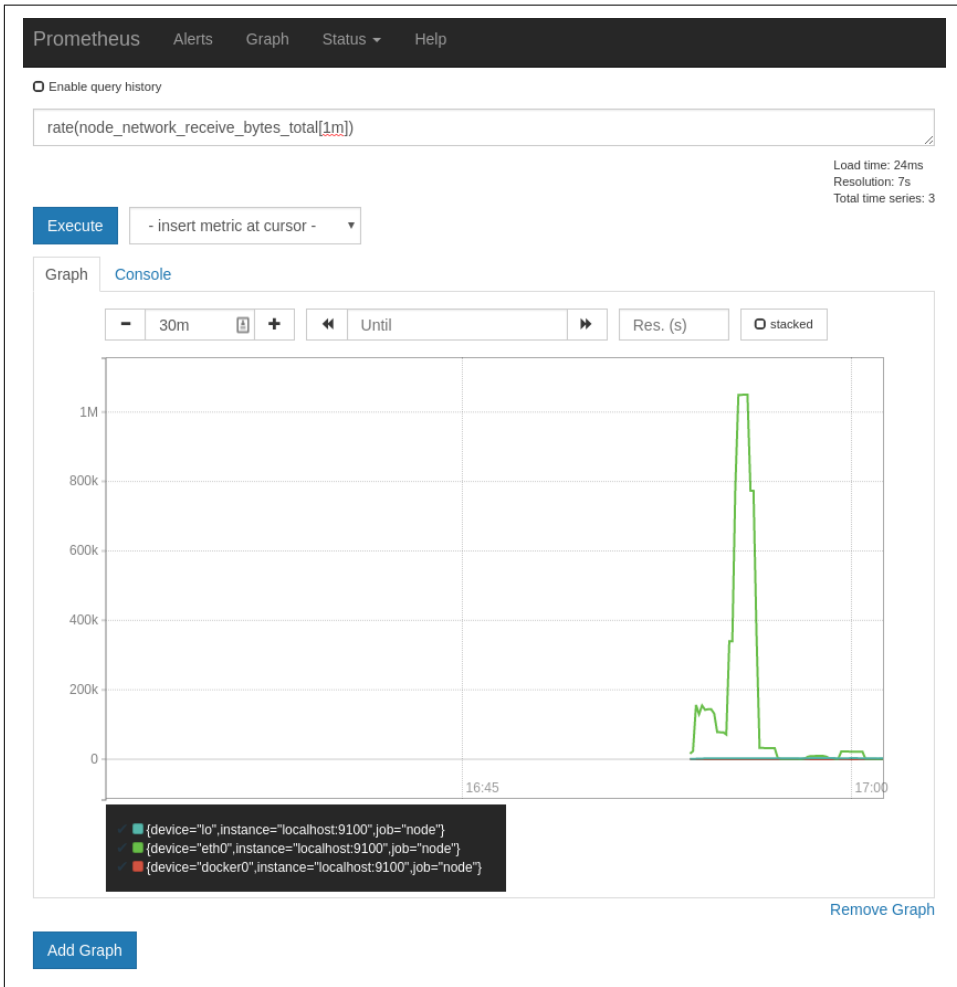 Prometheus Alerts Graph Status Help
Enable query history
rate(node_network_receive_bytes_total[1m])
Load time: 24ms
Resolution: 7s
Total time series: 3
Execute - insert metric at cursor -
Graph Console
30m Until Res. (s) stacked
1M
800k
600k
400k
200k
0
16:45 17:00
{device="lo",instance="localhost:9100",job="node"}
{device="eth0",instance="localhost:9100",job="node"}
{device="docker0",instance="localhost:9100",job="node"}
Remove Graph
Add Graph